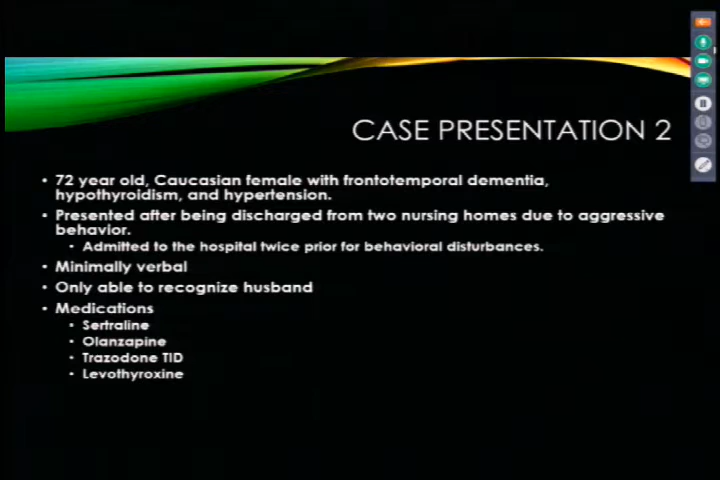 CASE PRESENTATION 2
• 72 year old, Caucasian female with frontotemporal dementia,
hypothyroidism, and hypertension.
• Presented after being discharged from two nursing homes due to aggressive
behavior.
• Admitted to the hospital twice prior for behavioral disturbances.
• Minimally verbal
• Only able to recognize husband
• Medications
• Sertraline
• Olanzapine
• Trazodone TID
• Levothyroxine